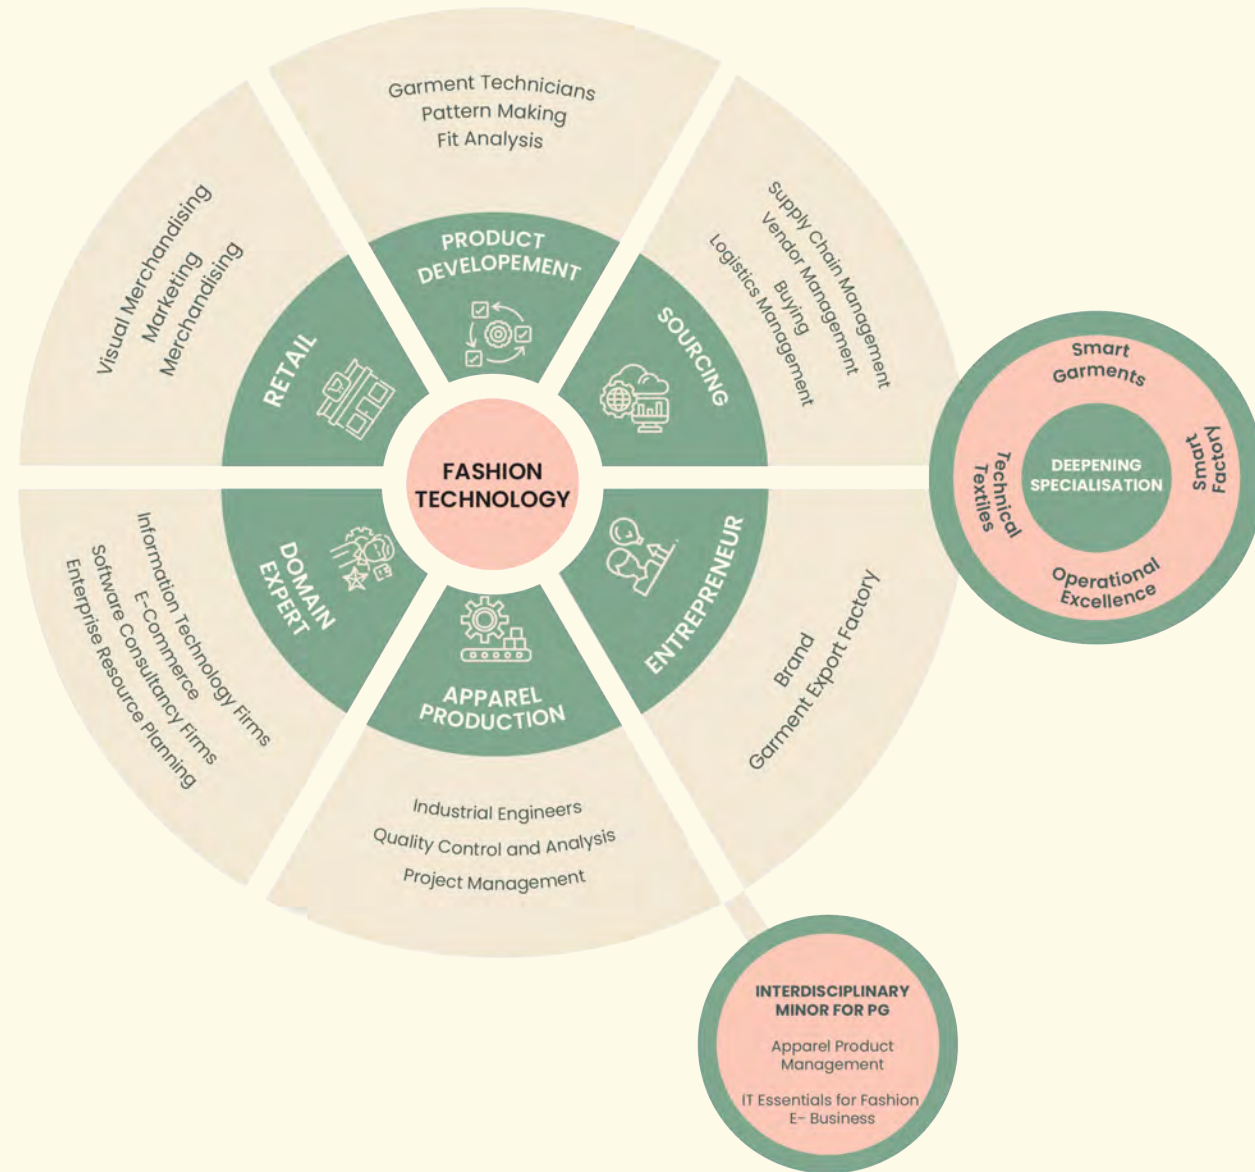 Garment Technicians
Pattern Making
Fit Analysis
PRODUCT
DEVELOPEMENT
Supply Chain Management
Vendor Management
Buying
Logistics Management
SOURCING
Visual Merchandising
Marketing
Merchandising
RETAIL
FASHION
TECHNOLOGY
Smart
Garments
Smart
Factory
Technical
Textiles
DEEPENING
SPECIALISATION
Operational
Excellence
DOMAIN
EXPERT
Information Technology Firms
E-Commerce
Software Consultancy Firms
Enterprise Resource Planning
APPAREL
PRODUCTION
Industrial Engineers
Quality Control and Analysis
Project Management
ENTREPRENEUR
Brand
Garment Export Factory
INTERDISCIPLINARY
MINOR FOR PG
Apparel Product
Management
IT Essentials for Fashion
E- Business